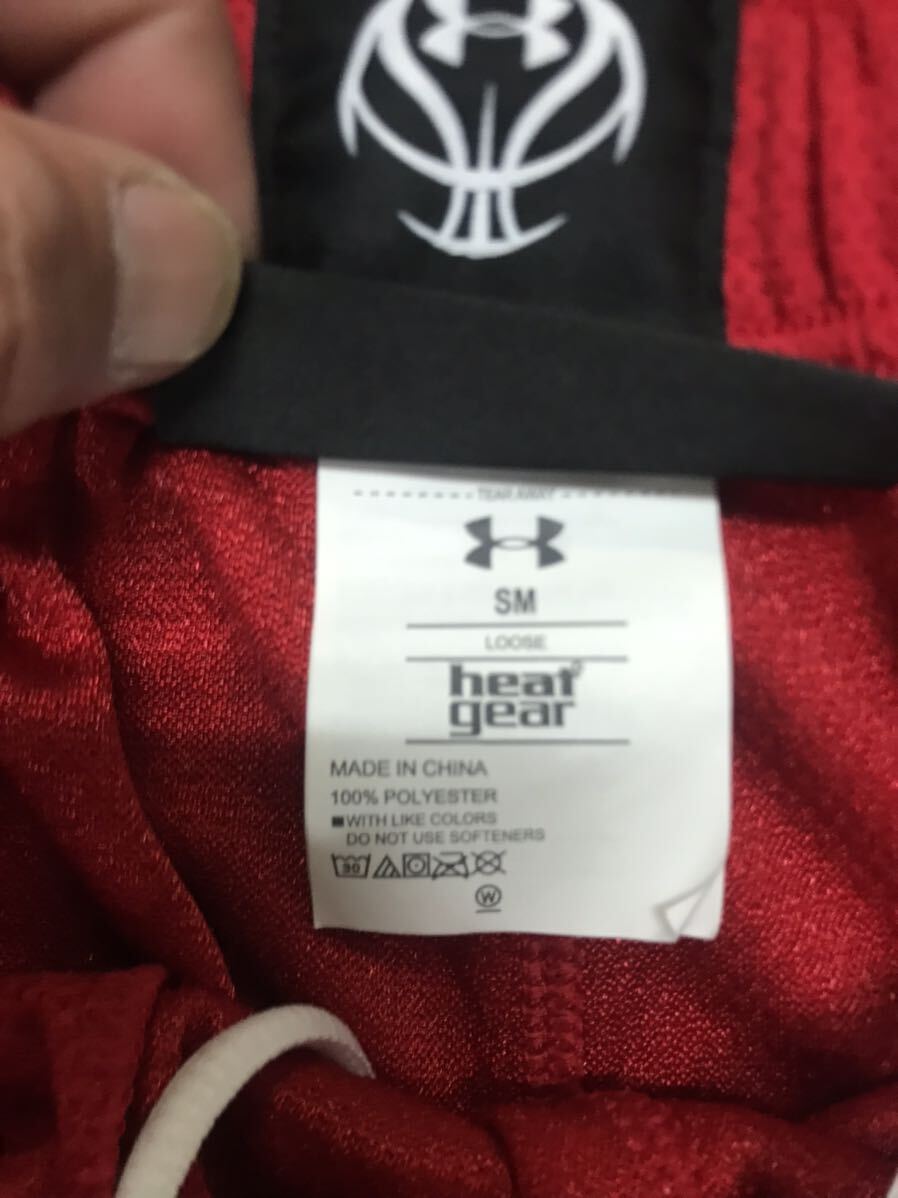 TEAR AWAY
SM
LOOSE
heat
gear
MADE IN CHINA
100% POLYESTER
WITH LIKE COLORS
DO NOT USE SOFTENERS
30
W